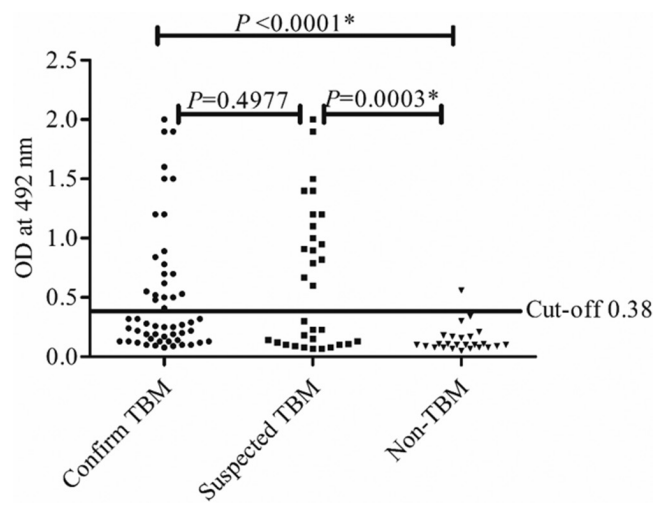 P <0.0001*
P=0.4977
P=0.0003*
OD at 492 nm
2.5
2.0
1.5
1.0
0.5
0.0
Cut-off 0.38
Confirm TBM
Suspected TBM
Non-TBM